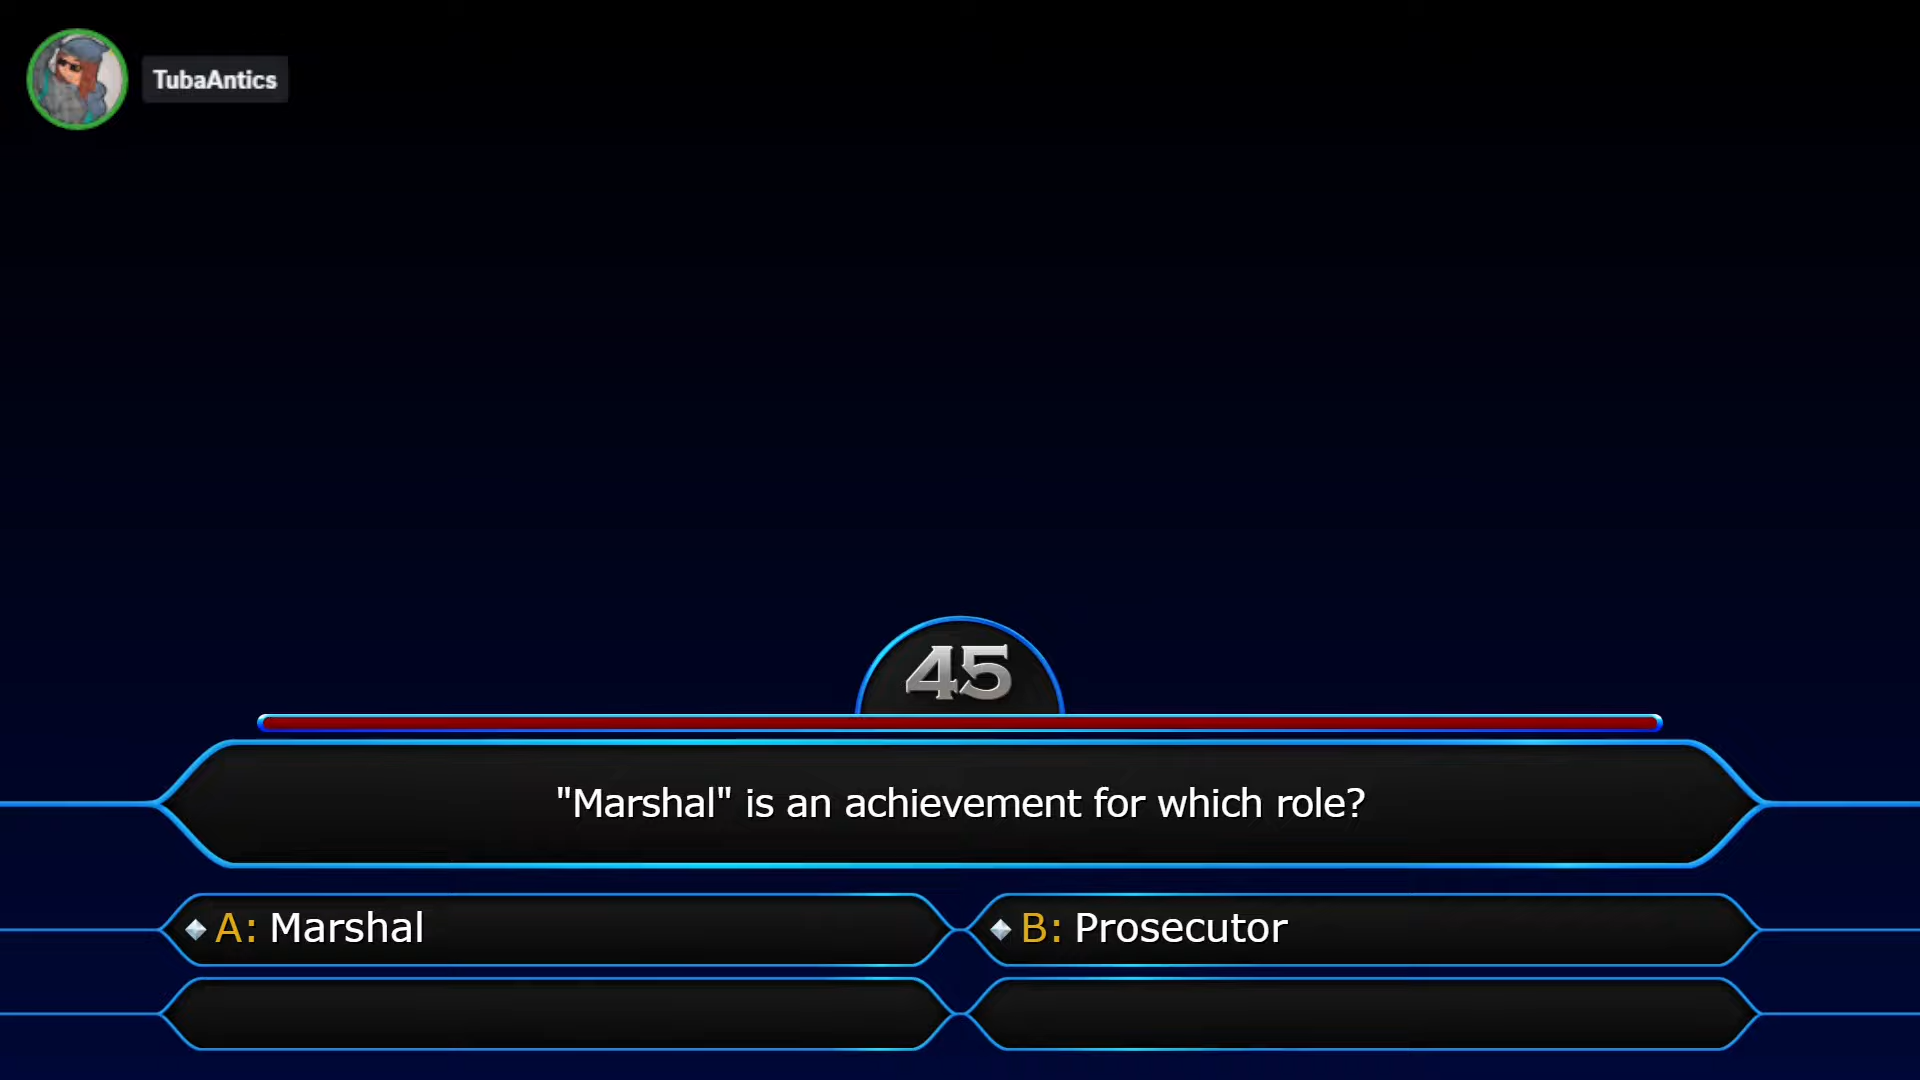 TubaAntics
45
"Marshal" is an achievement for which role?
A: Marshal
B: Prosecutor